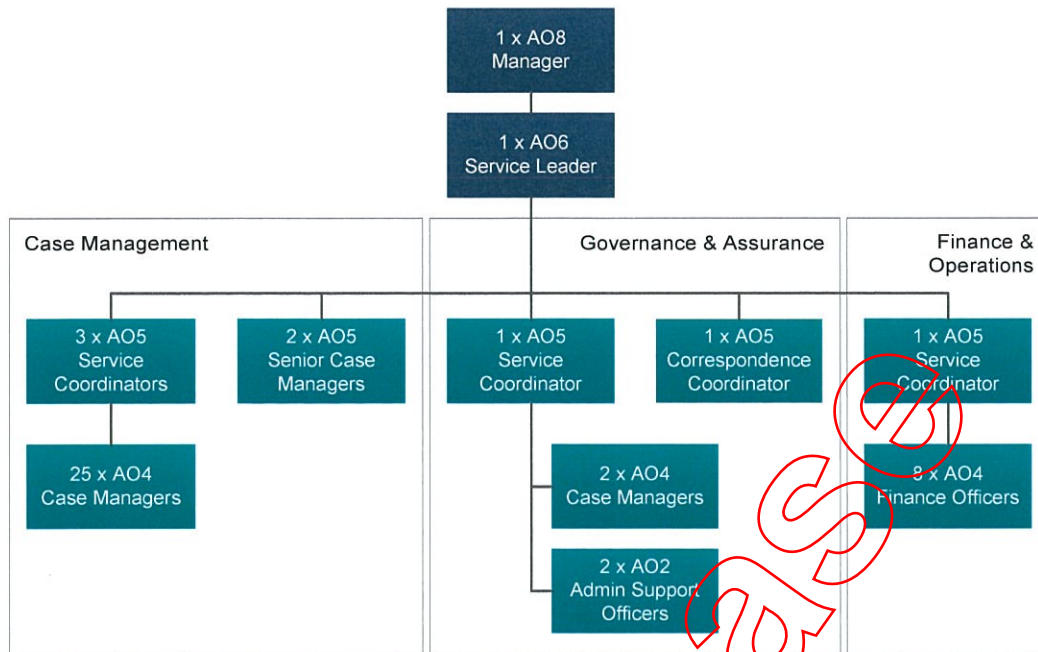 1 x AO8
Manager
1 x AO6
Service Leader
Case Management
Governance & Assurance
Finance &
Operations
3 x AO5
Service
Coordinators
2 x AO5
Senior Case
Managers
1 x AO5
Service
Coordinator
1 x AO5
Correspondence
Coordinator
1 x AO5
Service
Coordinator
25 x AO4
Case Managers
2 x AO4
Case Managers
8 x AO4
Finance Officers
2 x AO2
Admin Support
Officers
ase